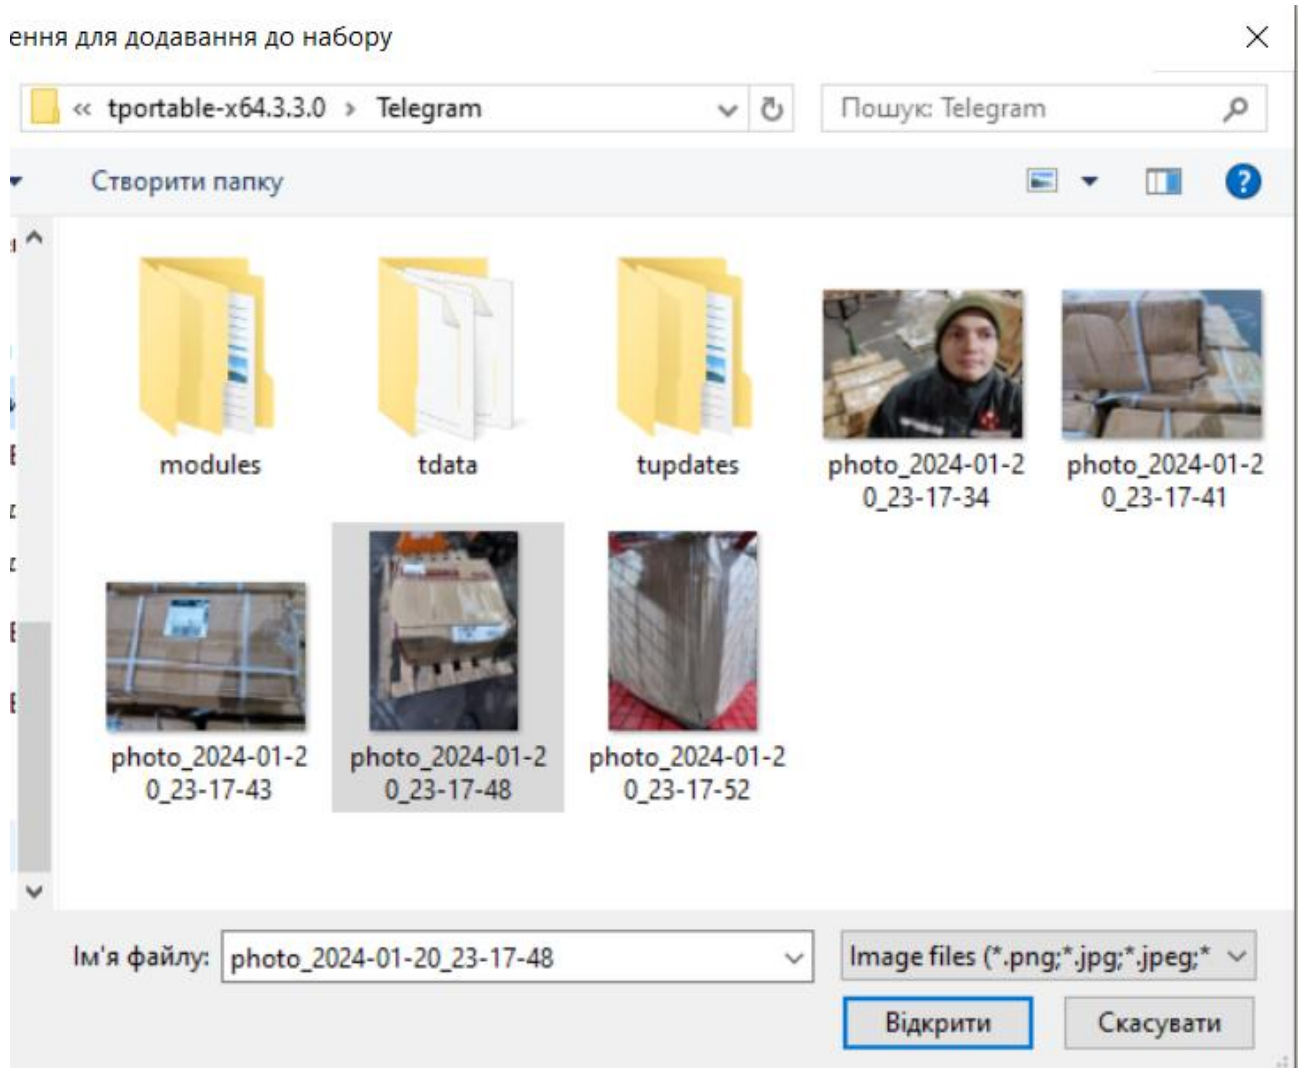 ення для додавання до набору
« tportable-x64.3.3.0 › Telegram
Пошук: Telegram
Створити папку
modules
tdata
tupdates
photo_2024-01-2
0_23-17-34
photo_2024-01-2
0_23-17-41
photo_2024-01-2
0_23-17-43
photo_2024-01-2
0_23-17-48
photo_2024-01-2
0_23-17-52
Ім'я файлу:
photo_2024-01-20_23-17-48
Image files (*.png;*.jpg;*.jpeg;*
Відкрити
Скасувати